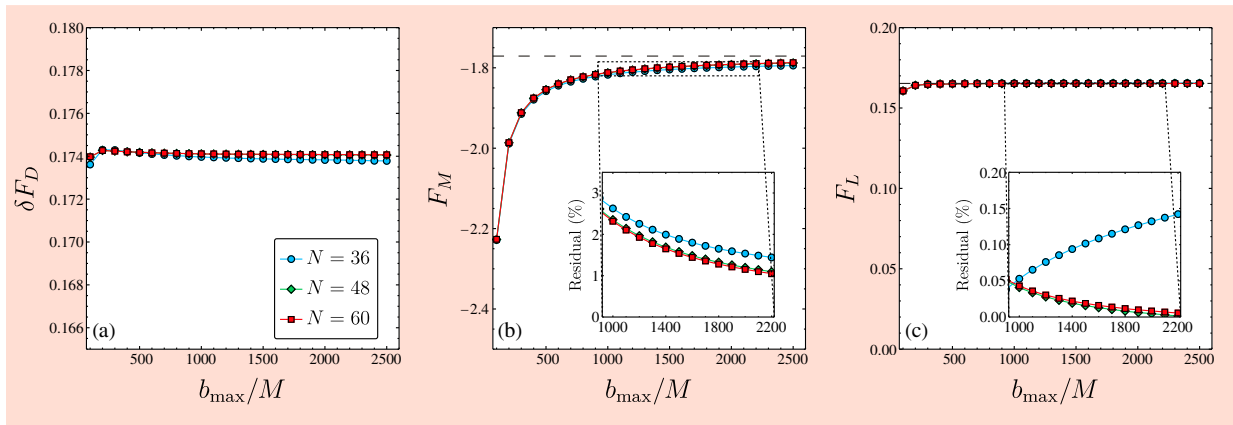 0.180
0.178
0.176
0.174
0.172
0.170
0.168
0.166
δF_D
N = 36
N = 48
N = 60
(a)
500 1000 1500 2000 2500
b_max/M
−1.8
−2.0
−2.2
−2.4
F_M
3
2
1
0
Residual (%)
1000 1400 1800 2200
(b)
500 1000 1500 2000 2500
b_max/M
0.20
0.15
0.10
0.05
0.00
F_L
0.20
0.15
0.10
0.05
0.00
Residual (%)
1000 1400 1800 2200
(c)
500 1000 1500 2000 2500
b_max/M